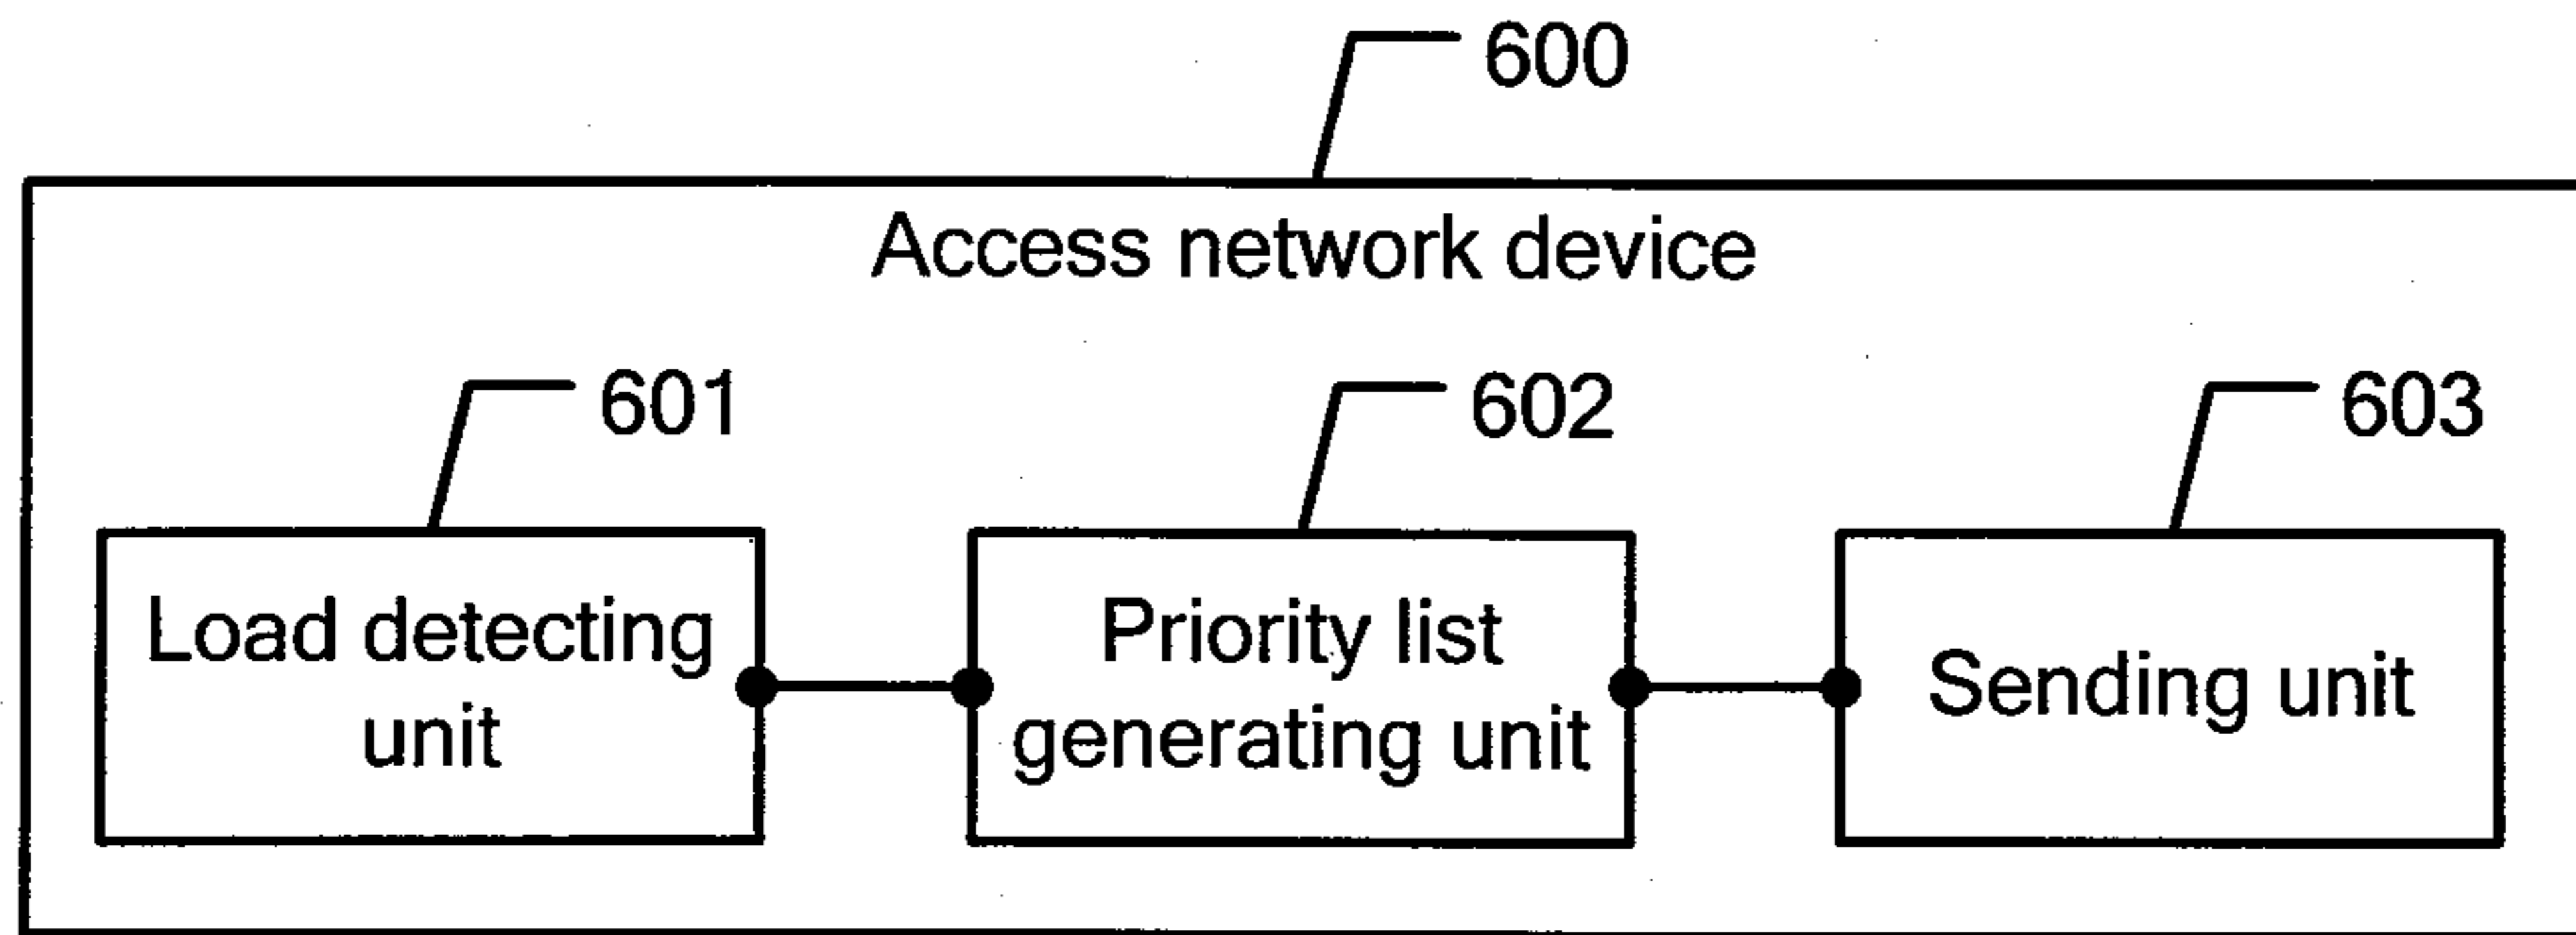 600
Access network device
601
602
603
Load detecting
unit
Priority list
generating unit
Sending unit